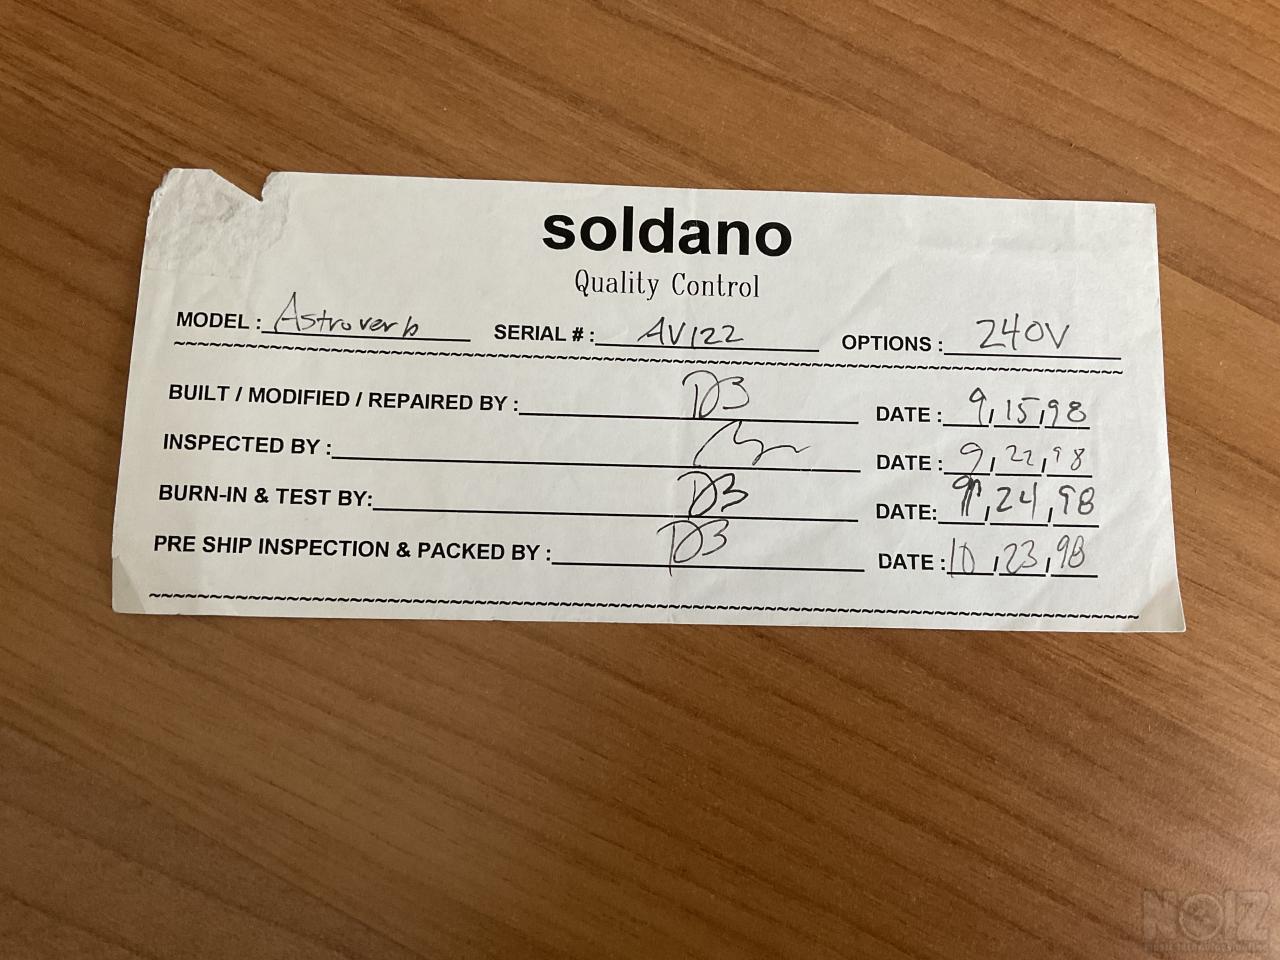 soldano
Quality Control
MODEL : Astroverb SERIAL # : AV122 OPTIONS : 240V
~~~~~~~~~~~~~~~~~~~~~~~~~~~~~~~~~~~~~~~~
BUILT / MODIFIED / REPAIRED BY : DB DATE : 9, 15, 98
INSPECTED BY : DATE : 9, 22, 98
BURN-IN & TEST BY: DB DATE: 9, 24, 98
PRE SHIP INSPECTION & PACKED BY : DB DATE : 10, 23, 98
~~~~~~~~~~~~~~~~~~~~~~~~~~~~~~~~~~~~~~~~
NOIZ